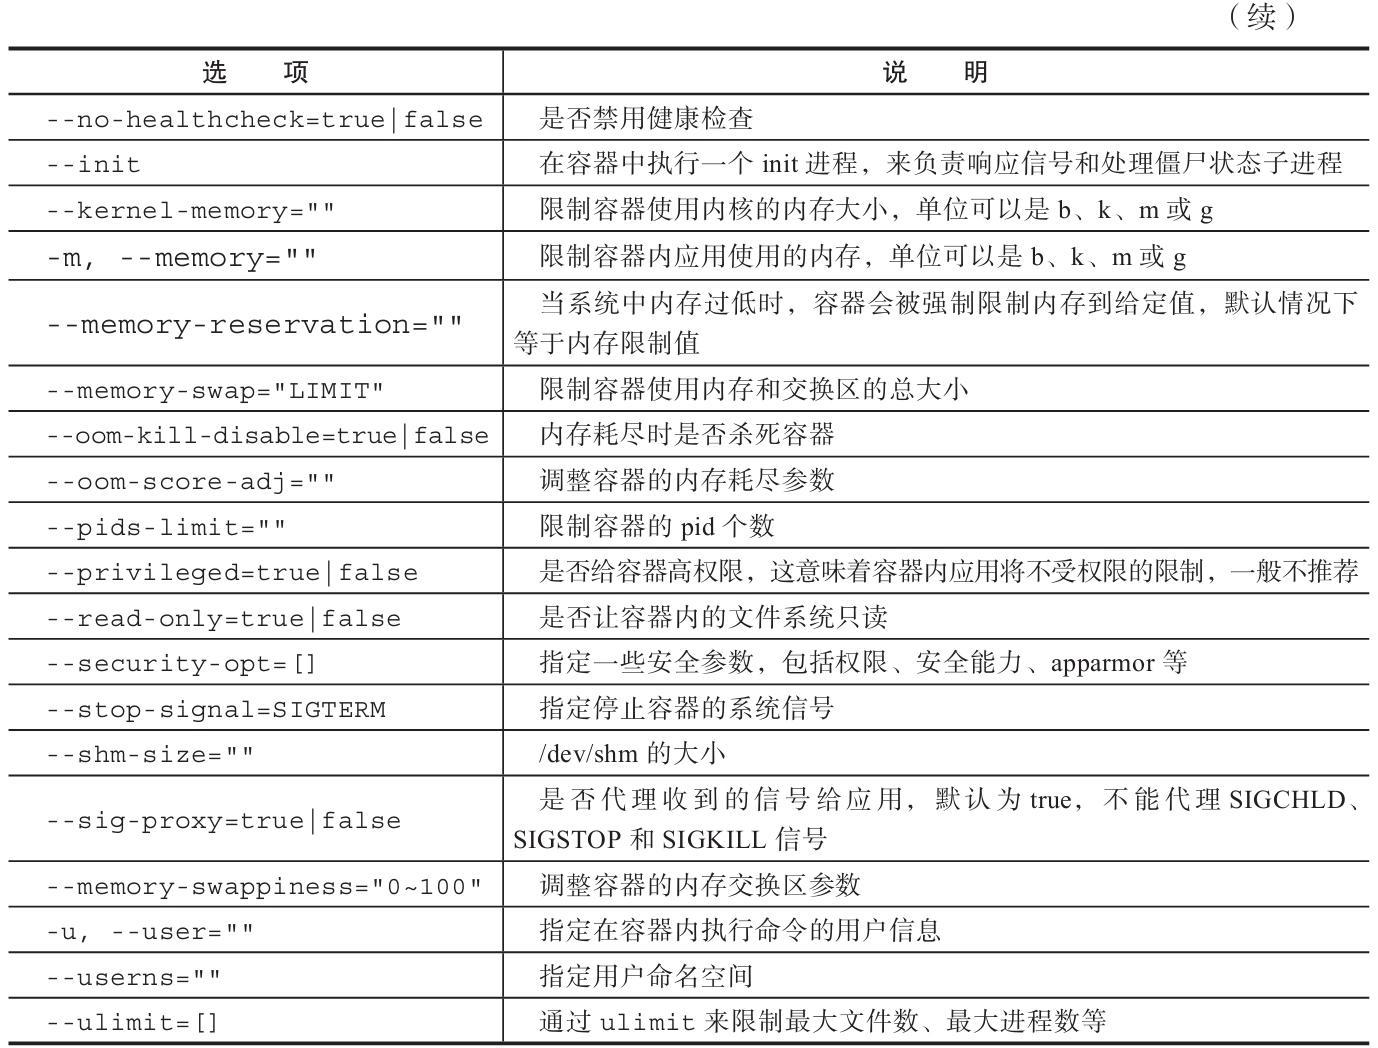 （续）
选 项 说 明
--no-healthcheck=true|false 是否禁用健康检查
--init 在容器中执行一个 init 进程，来负责响应信号和处理僵尸状态子进程
--kernel-memory="" 限制容器使用内核的内存大小，单位可以是 b、k、m 或 g
-m, --memory="" 限制容器内应用使用的内存，单位可以是 b、k、m 或 g
--memory-reservation="" 当系统中内存过低时，容器会被强制限制内存到给定值，默认情况下
等于内存限制值
--memory-swap="LIMIT" 限制容器使用内存和交换区的总大小
--oom-kill-disable=true|false 内存耗尽时是否杀死容器
--oom-score-adj="" 调整容器的内存耗尽参数
--pids-limit="" 限制容器的 pid 个数
--privileged=true|false 是否给容器高权限，这意味着容器内应用将不受权限的限制，一般不推荐
--read-only=true|false 是否让容器内的文件系统只读
--security-opt=[] 指定一些安全参数，包括权限、安全能力、apparmor 等
--stop-signal=SIGTERM 指定停止容器的系统信号
--shm-size="" /dev/shm 的大小
--sig-proxy=true|false 是否代理收到的信号给应用，默认为 true，不能代理 SIGCHLD、
SIGSTOP 和 SIGKILL 信号
--memory-swappiness="0~100" 调整容器的内存交换区参数
-u, --user="" 指定在容器内执行命令的用户信息
--userns="" 指定用户命名空间
--ulimit=[] 通过 ulimit 来限制最大文件数、最大进程数等